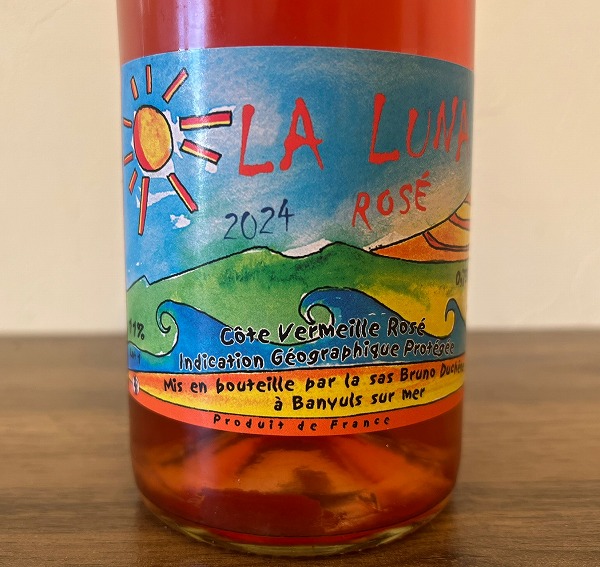 LA LUNA
2024 ROSÉ
11%
Côte Vermeille Rosé
Indication Géographique Protégée
Mis en bouteille par la sas Bruno
à Banyuls sur mer
Produit de France